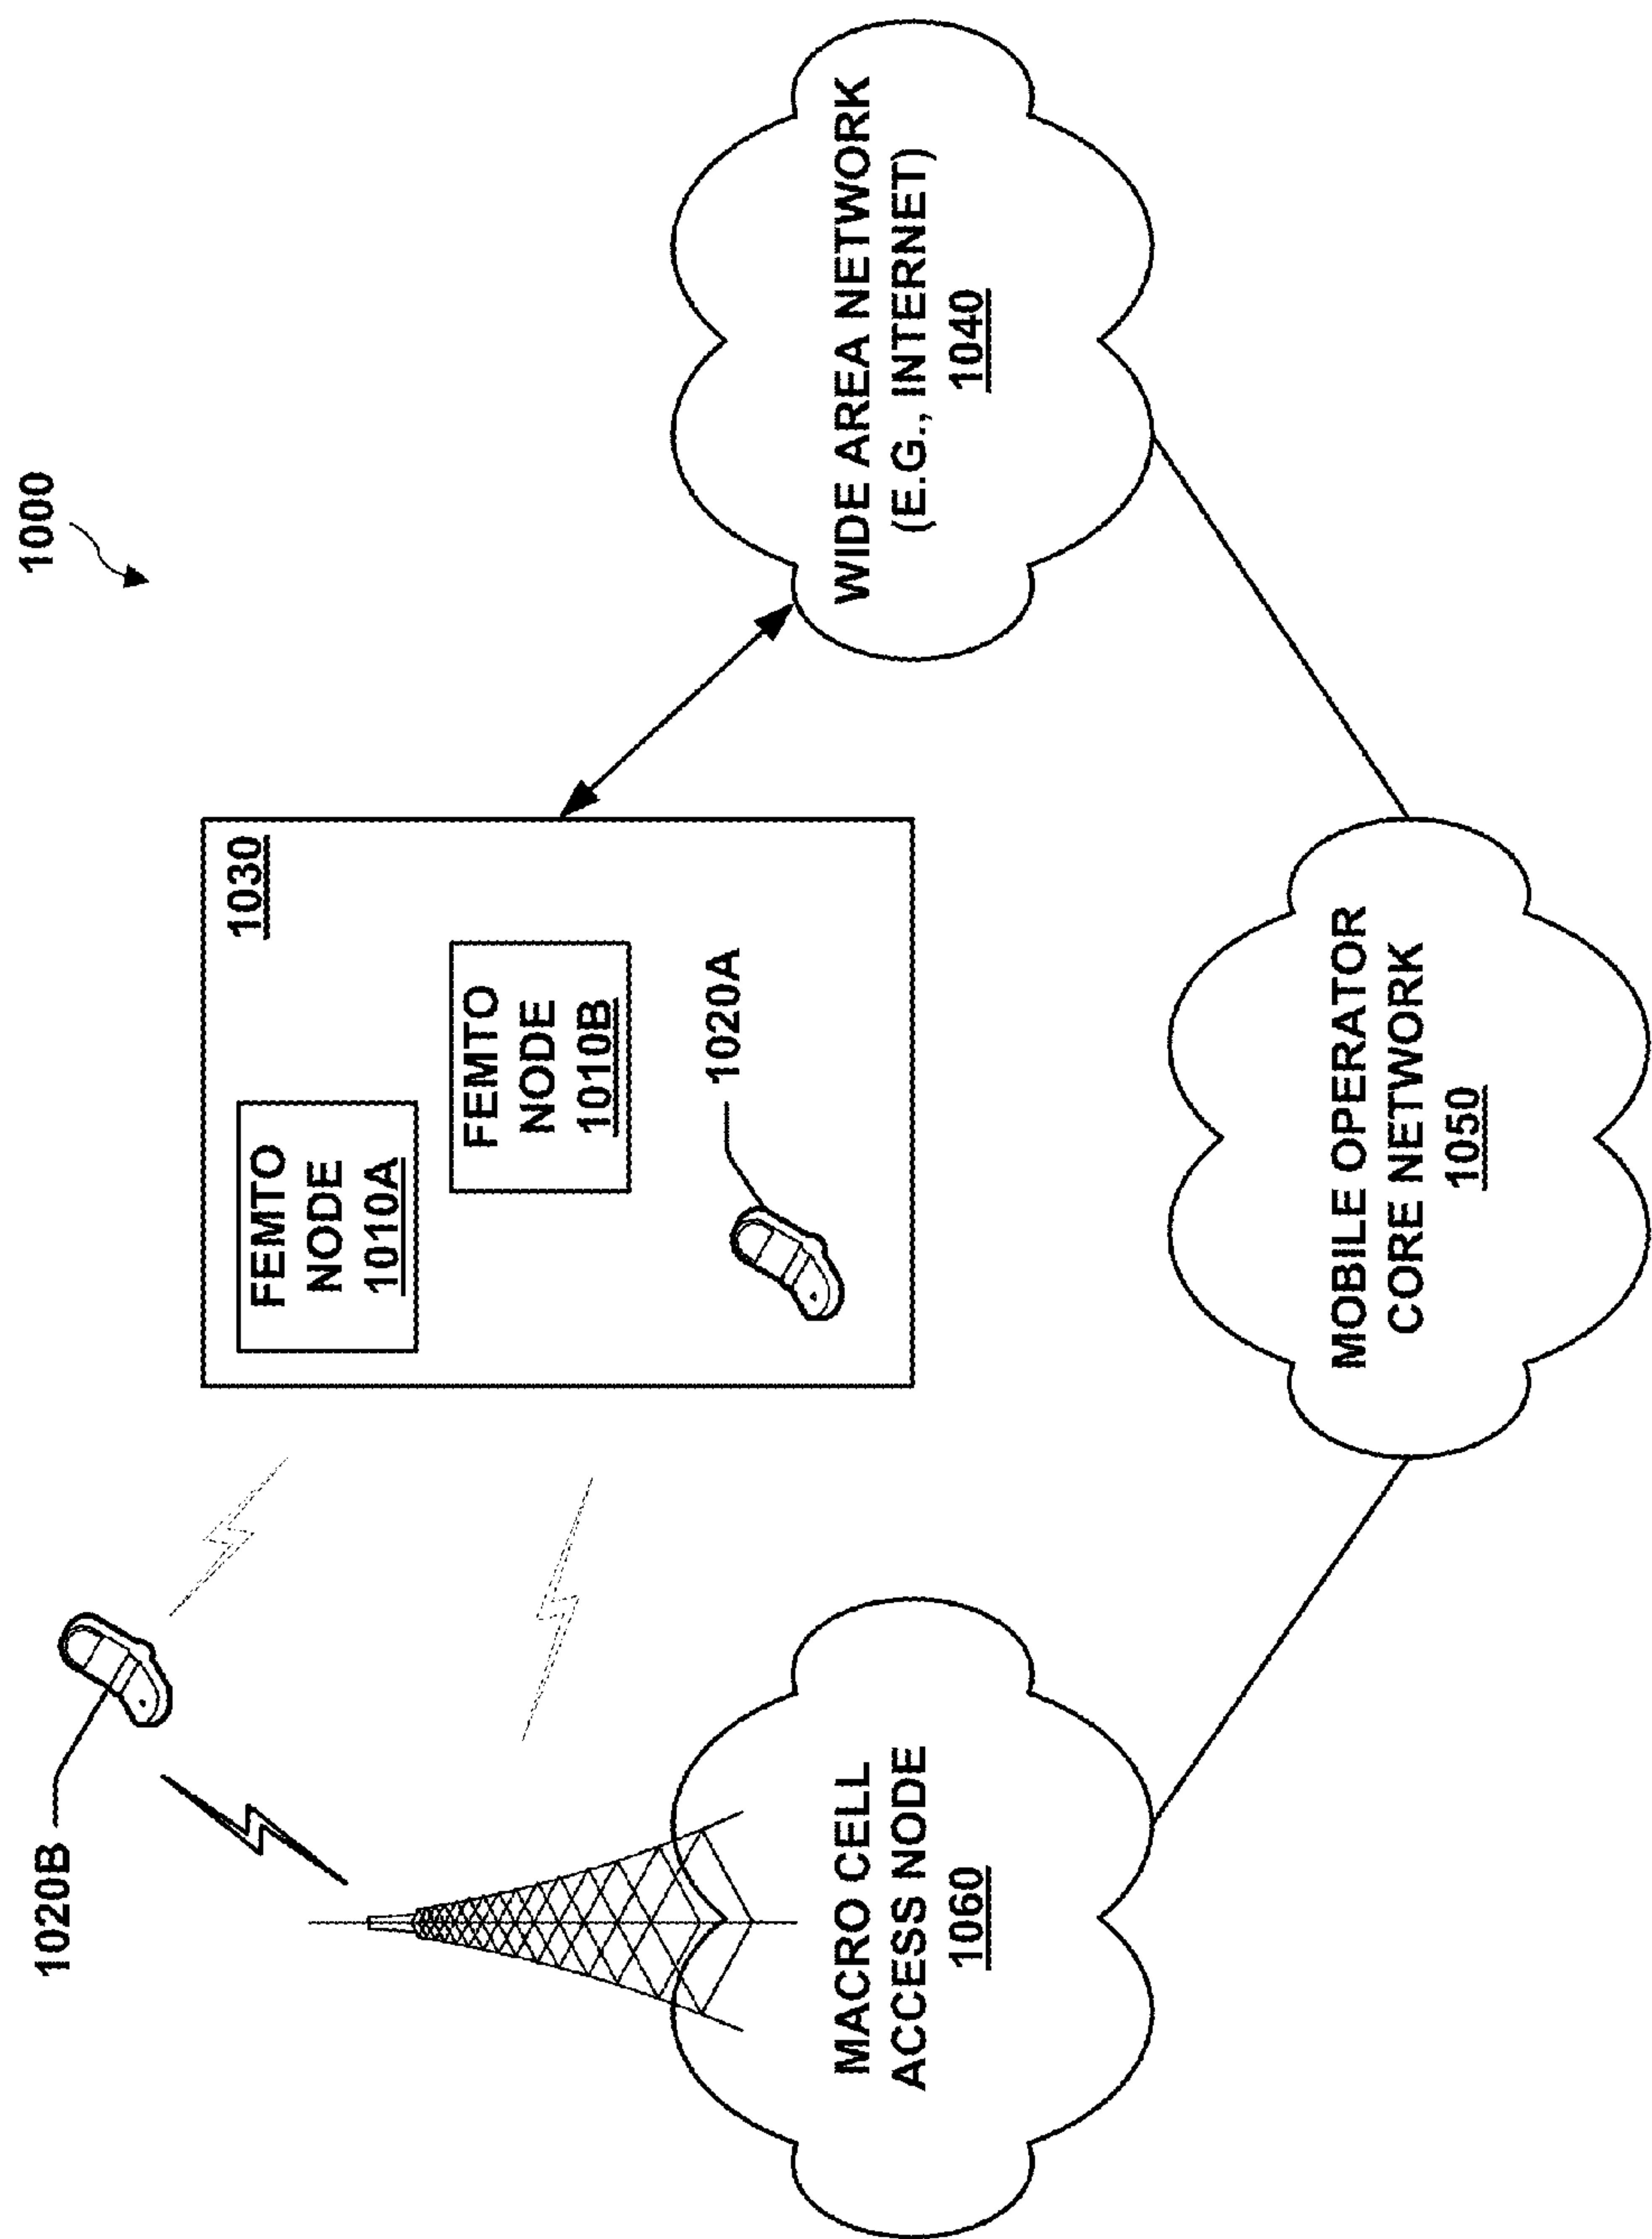 1000
1020B
FEMTO
NODE
1010A
1030
FEMTO
NODE
1010B
1020A
MACRO CELL
ACCESS NODE
1060
WIDE AREA NETWORK
(E.G., INTERNET)
1040
MOBILE OPERATOR
CORE NETWORK
1050